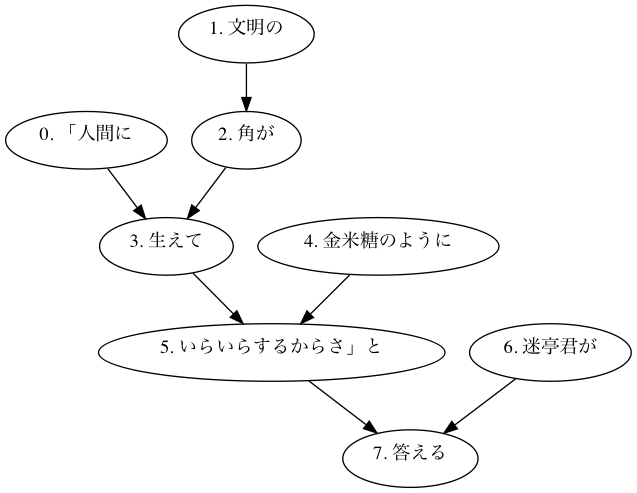 1. 文明の
0. 「人間に
2. 角が
3. 生えて
4. 金米糖のように
5. いらいらするからさ」と
6. 迷亭君が
7. 答える